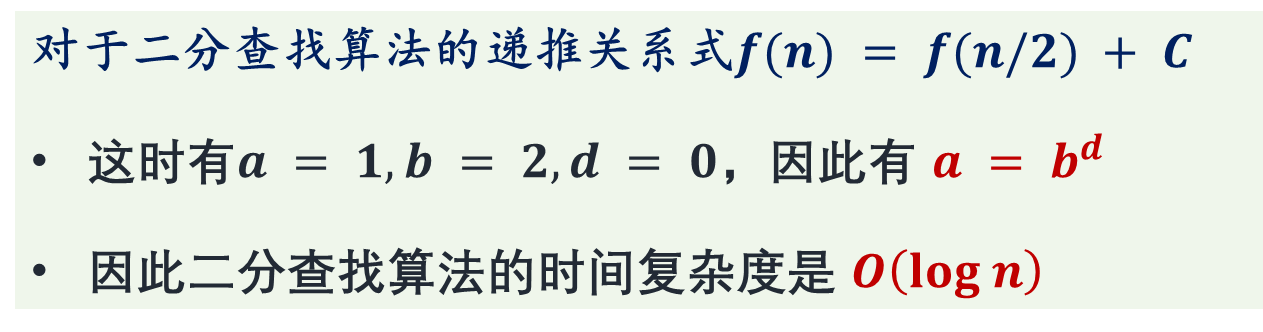 对于二分查找算法的递推关系式f(n) = f(n/2) + C
• 这时有a = 1, b = 2, d = 0，因此有 a = b^d
• 因此二分查找算法的时间复杂度是 O(log n)